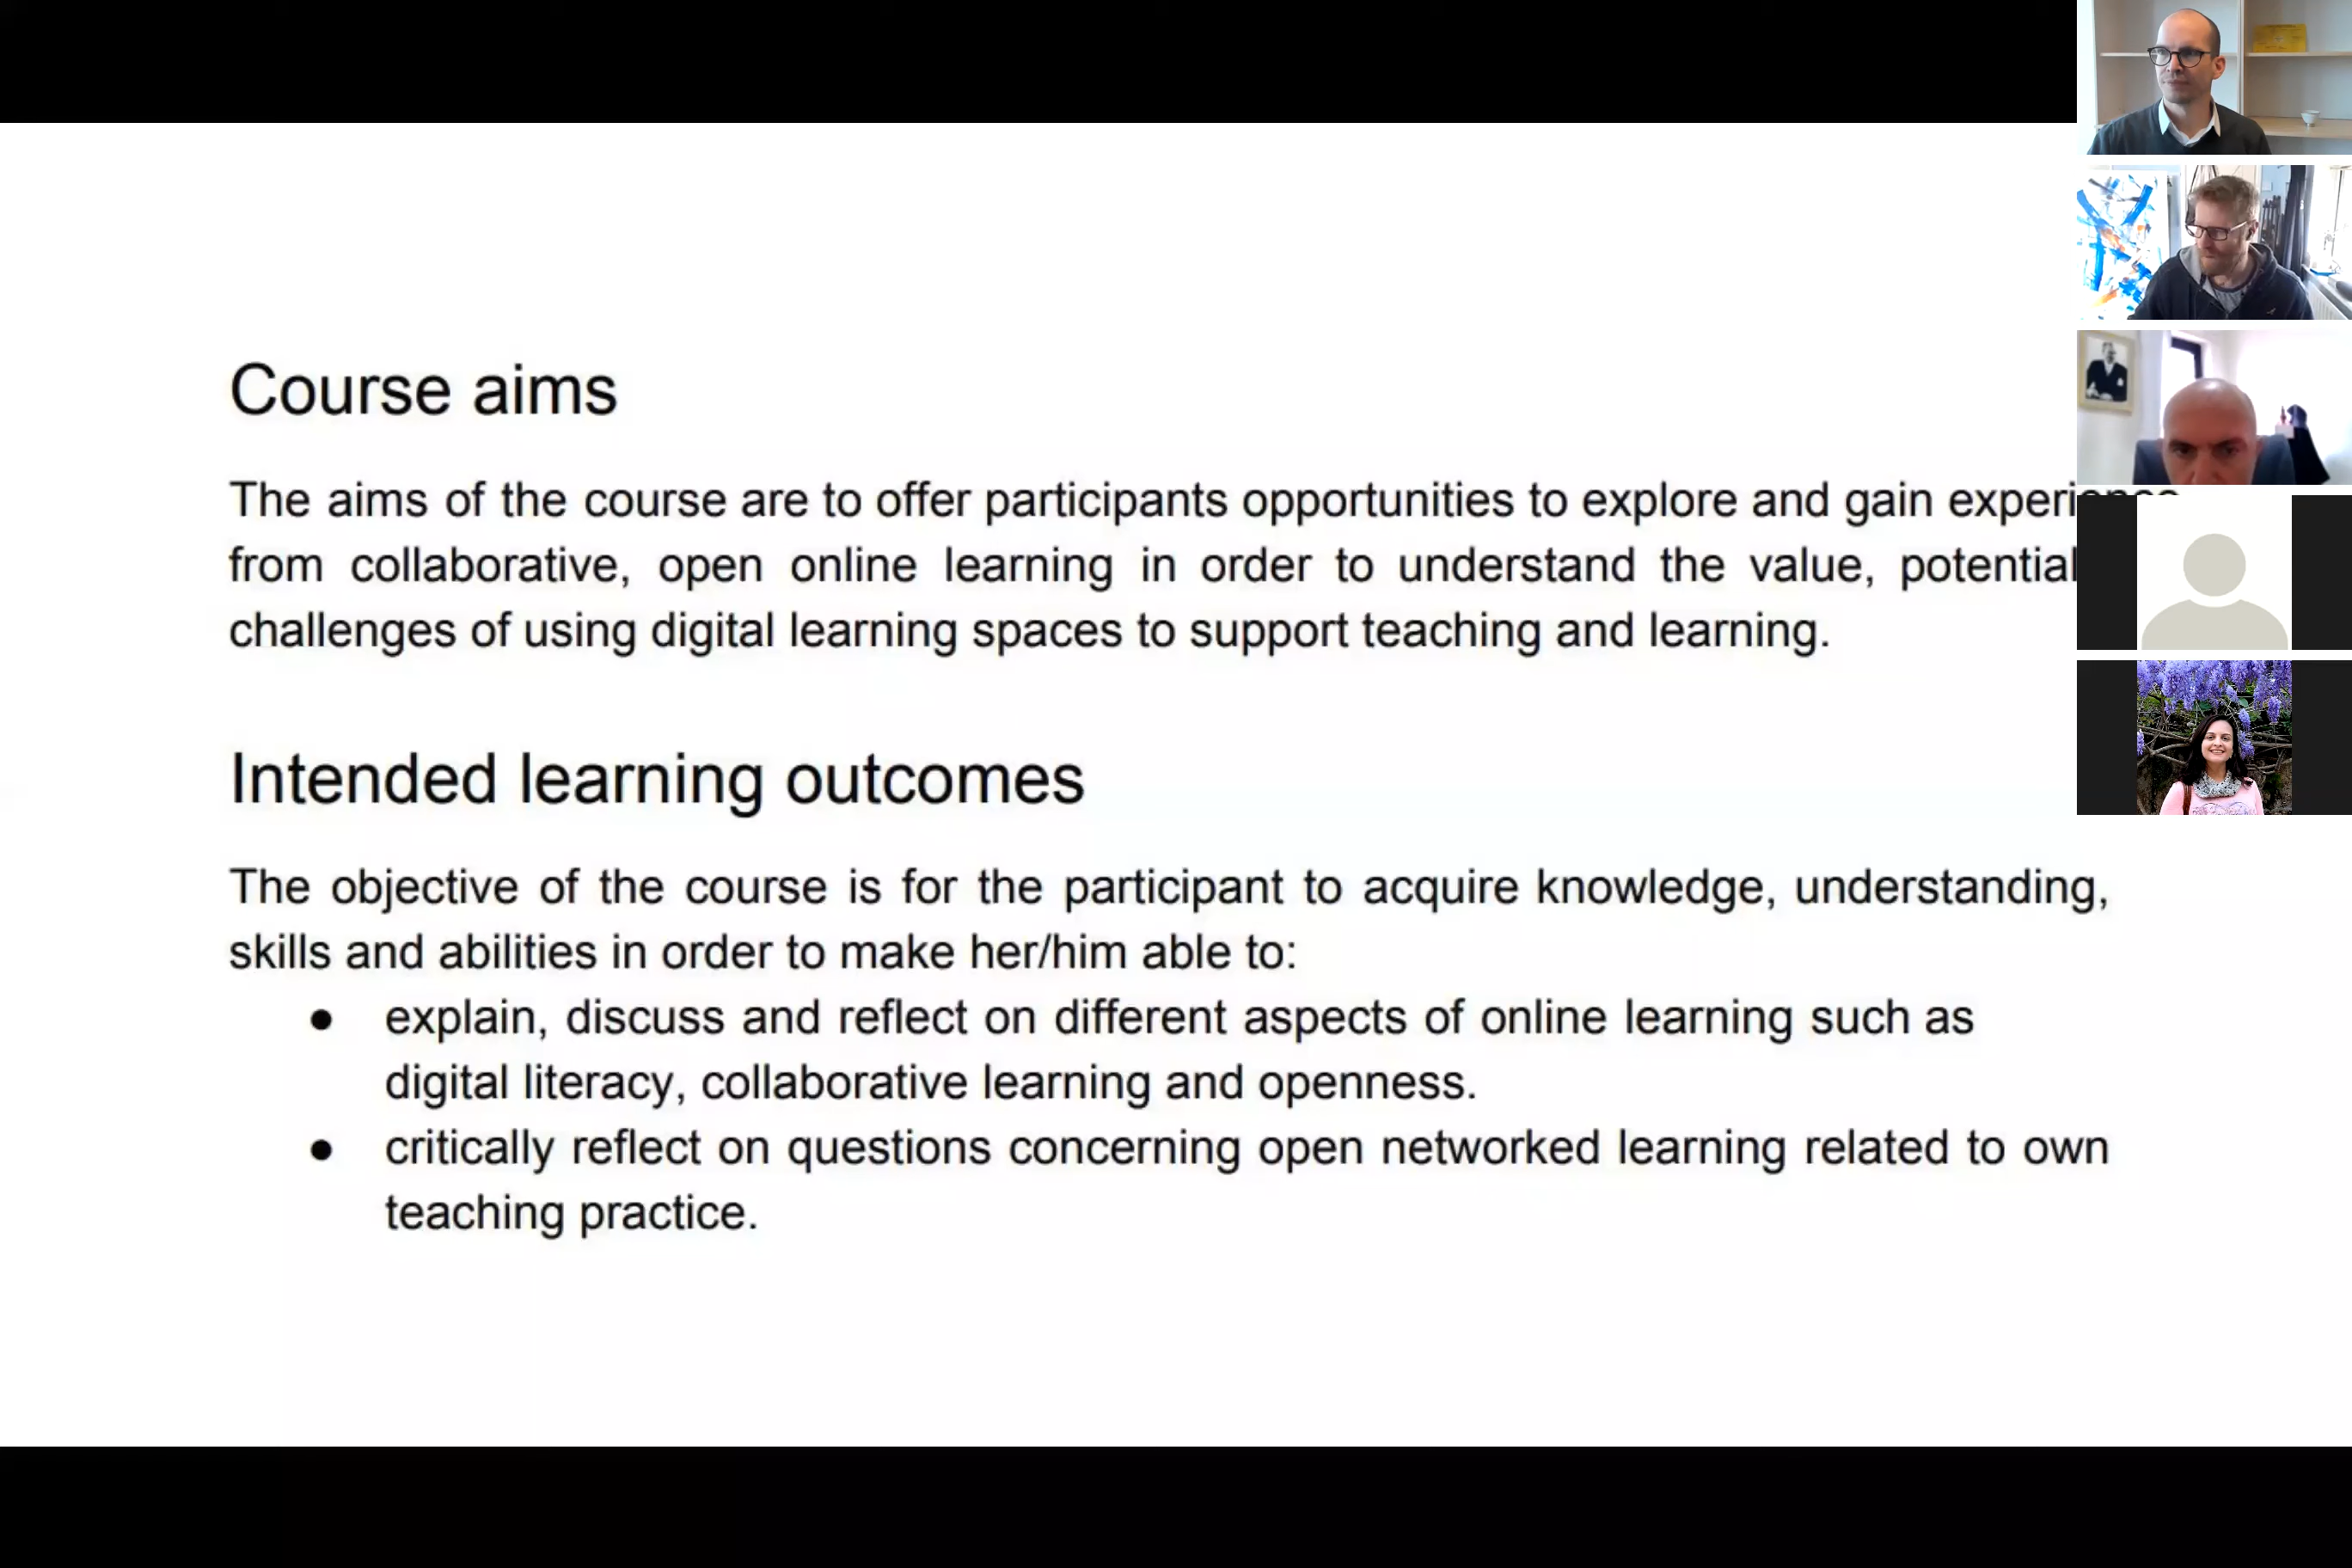 Course aims
The aims of the course are to offer participants opportunities to explore and gain experience
from collaborative, open online learning in order to understand the value, potential
challenges of using digital learning spaces to support teaching and learning.
Intended learning outcomes
The objective of the course is for the participant to acquire knowledge, understanding,
skills and abilities in order to make her/him able to:
● explain, discuss and reflect on different aspects of online learning such as
digital literacy, collaborative learning and openness.
● critically reflect on questions concerning open networked learning related to own
teaching practice.